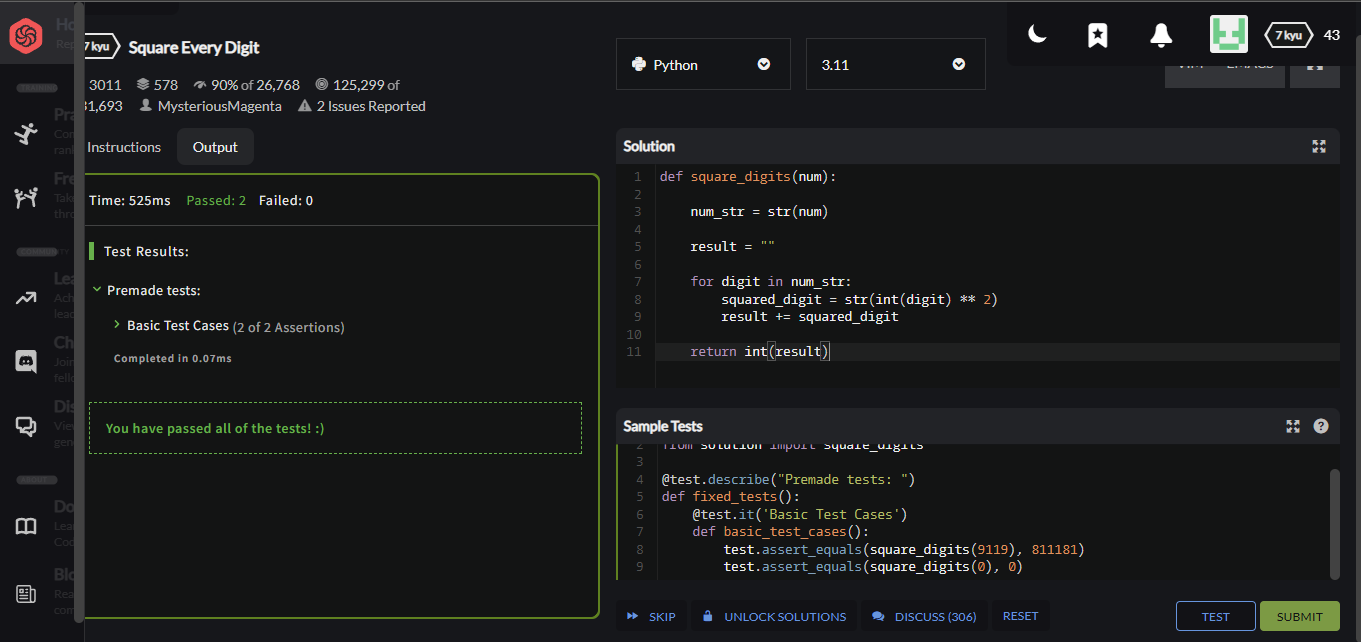 7 kyu Square Every Digit
3011 578 90% of 26,768 125,299 of
31,693 MysteriousMagenta 2 Issues Reported
Instructions Output
Time: 525ms Passed: 2 Failed: 0
Test Results:
Premade tests:
Basic Test Cases (2 of 2 Assertions)
Completed in 0.07ms
You have passed all of the tests! :)
Python 3.11
7 kyu 43
VIM EMACS
Solution
1 def square_digits(num):
2
3 num_str = str(num)
4
5 result = ""
6
7 for digit in num_str:
8 squared_digit = str(int(digit) ** 2)
9 result += squared_digit
10
11 return int(result)
Sample Tests
2 from solution import square_digits
3
4 @test.describe("Premade tests: ")
5 def fixed_tests():
6 @test.it('Basic Test Cases')
7 def basic_test_cases():
8 test.assert_equals(square_digits(9119), 811181)
9 test.assert_equals(square_digits(0), 0)
SKIP UNLOCK SOLUTIONS DISCUSS (306) RESET TEST SUBMIT